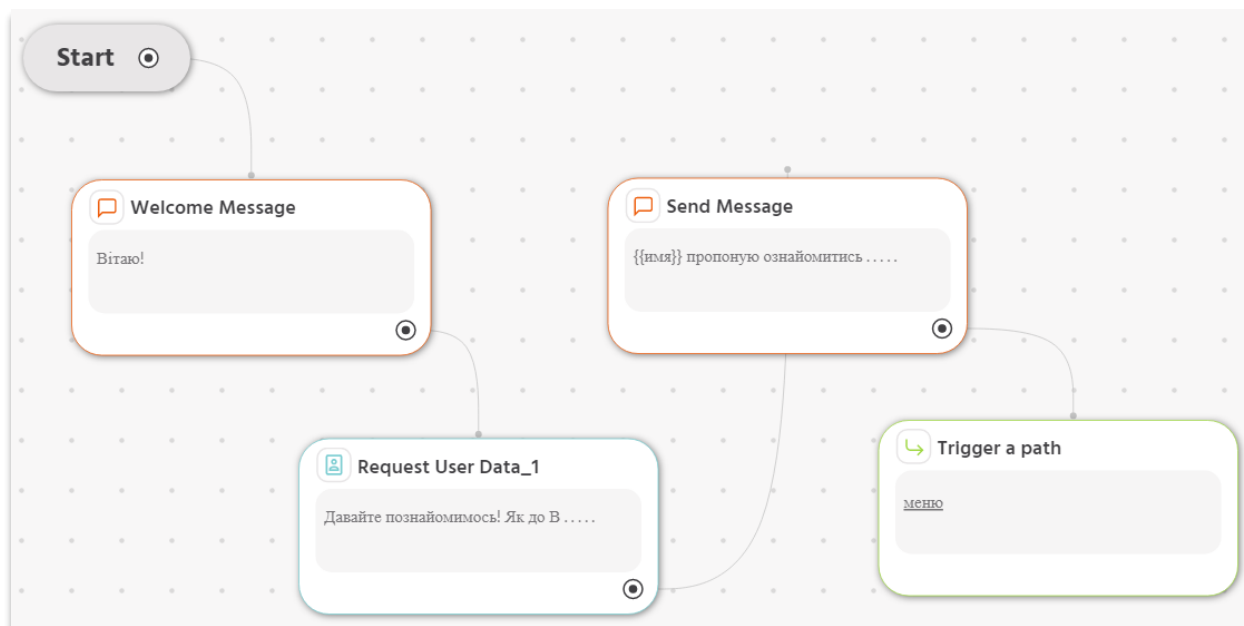 Start
Welcome Message
Вітаю!
Request User Data_1
Давайте познайомимось! Як до В . . . . .
Send Message
{{имя}} пропоную ознайомитись . . . . .
Trigger a path
меню